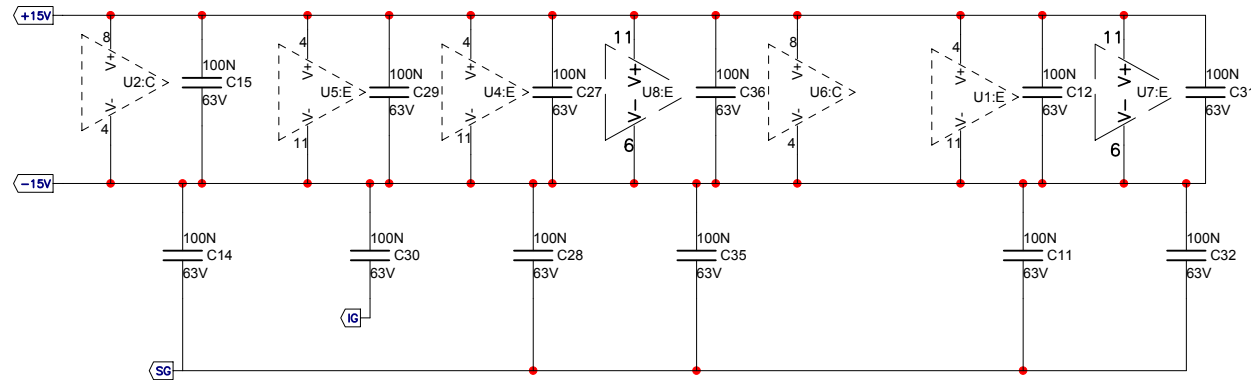 +15V
8
V+
U2:C
V-
4
100N
C15
63V
4
V+
U5:E
V-
11
100N
C29
63V
4
V+
U4:E
V-
11
100N
C27
63V
11
V+
U8:E
V-
6
100N
C36
63V
8
V+
U6:C
V-
4
4
V+
U1:E
V-
11
100N
C12
63V
11
V+
U7:E
V-
6
100N
C31
63V
-15V
100N
C14
63V
100N
C30
63V
100N
C28
63V
100N
C35
63V
100N
C11
63V
100N
C32
63V
IG
SG